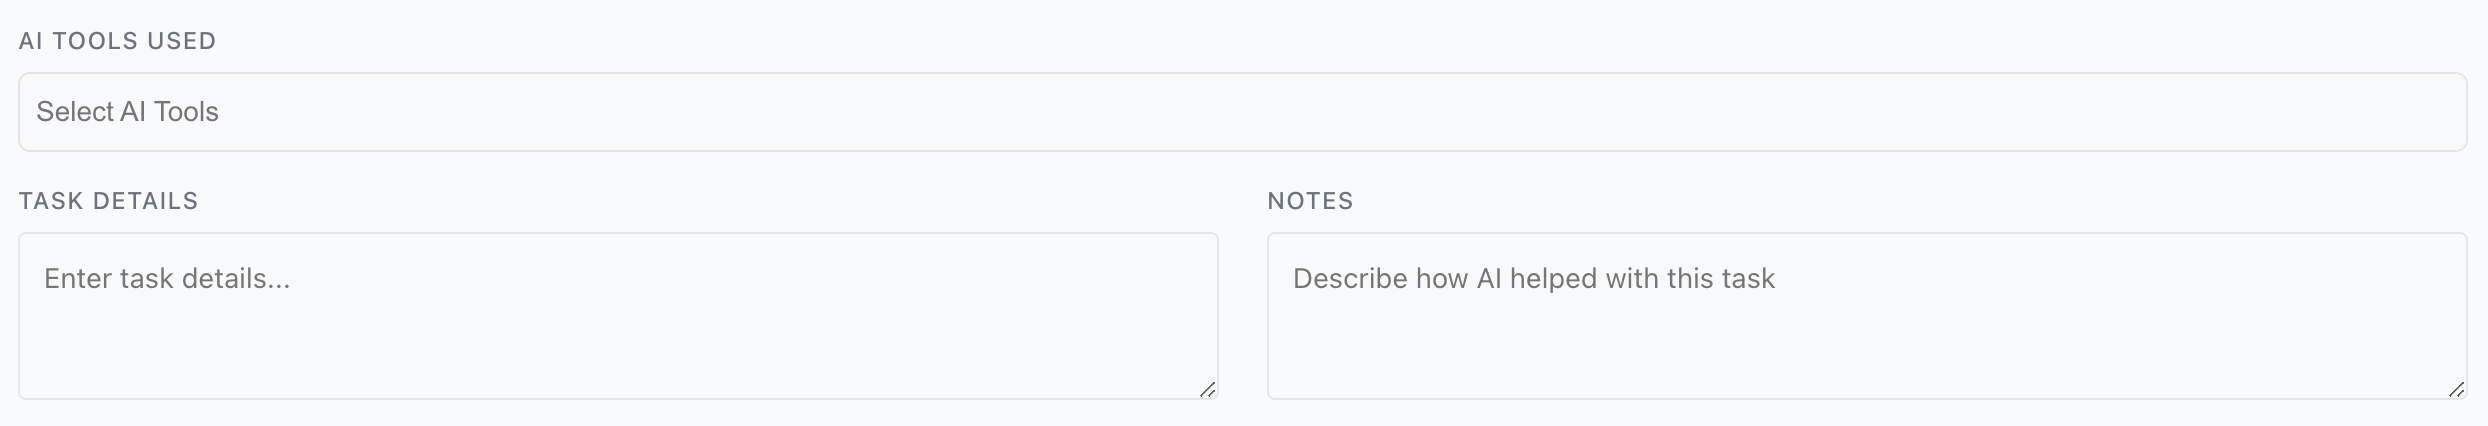 AI TOOLS USED
Select AI Tools
TASK DETAILS
Enter task details...
NOTES
Describe how AI helped with this task